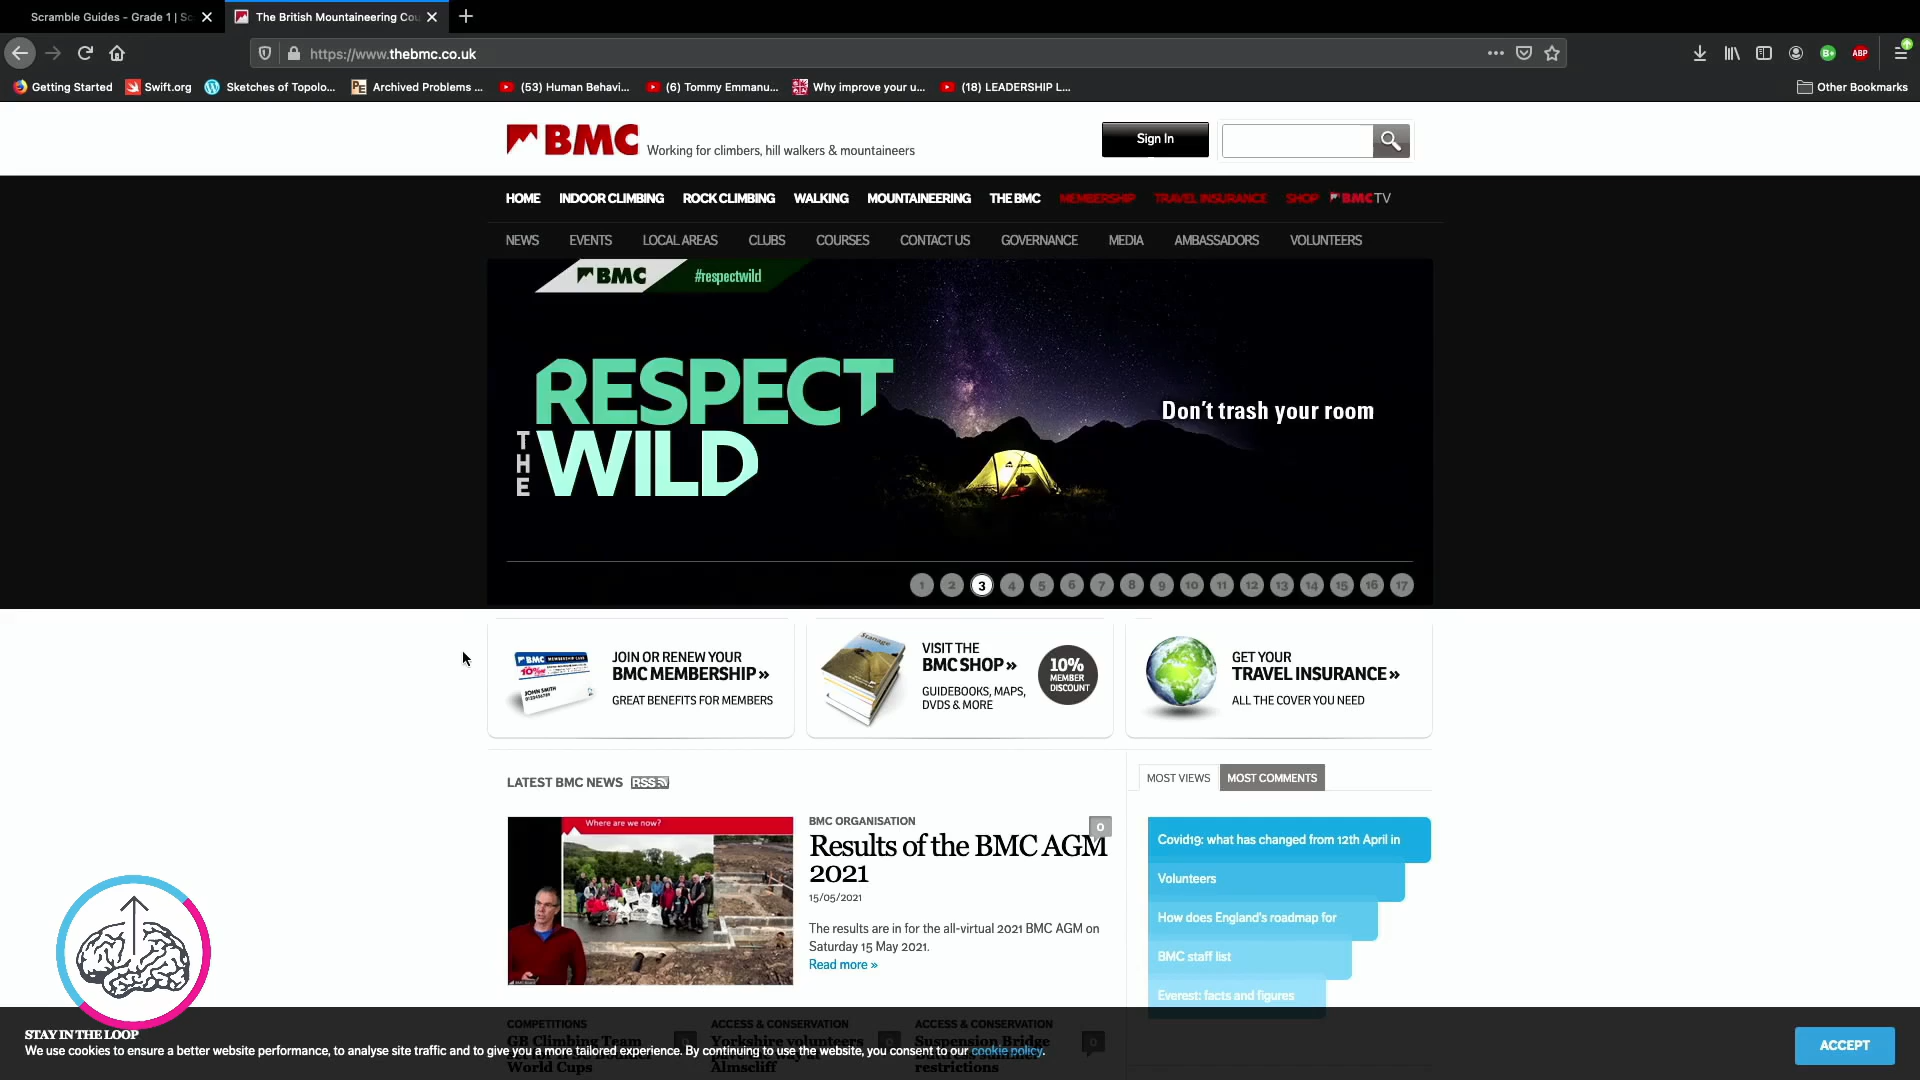 Scramble Guides - Grade 1 | Sc
The British Mountaineering Cou
https://www.thebmc.co.uk
B+
ABP
Getting Started
Swift.org
Sketches of Topolo...
Archived Problems ...
(53) Human Behavi...
(6) Tommy Emmanu...
Why improve your u...
(18) LEADERSHIP L...
Other Bookmarks
BMC
Working for climbers, hill walkers & mountaineers
Sign In
HOME INDOOR CLIMBING ROCK CLIMBING WALKING MOUNTAINEERING THE BMC MEMBERSHIP TRAVEL INSURANCE SHOP BMC TV
NEWS EVENTS LOCAL AREAS CLUBS COURSES CONTACT US GOVERNANCE MEDIA AMBASSADORS VOLUNTEERS
BMC
#respectwild
RESPECT
THE
WILD
Don't trash your room
1 2 3 4 5 6 7 8 9 10 11 12 13 14 15 16 17
BMC MEMBERSHIP CARD
10%
JOHN SMITH
JOIN OR RENEW YOUR
BMC MEMBERSHIP »
GREAT BENEFITS FOR MEMBERS
Stanage
VISIT THE
BMC SHOP »
GUIDEBOOKS, MAPS,
DVDS & MORE
10%
MEMBER
DISCOUNT
GET YOUR
TRAVEL INSURANCE »
ALL THE COVER YOU NEED
LATEST BMC NEWS RSS
MOST VIEWS
MOST COMMENTS
Where are we now?
BMC ORGANISATION
0
Results of the BMC AGM
2021
15/05/2021
The results are in for the all-virtual 2021 BMC AGM on
Saturday 15 May 2021.
Read more »
Covid19: what has changed from 12th April in
Volunteers
How does England's roadmap for
BMC staff list
Everest: facts and figures
COMPETITIONS
GB Climbing Team
World Cups
ACCESS & CONSERVATION
Yorkshire volunteers
Almscliff
ACCESS & CONSERVATION
Suspension Bridge
restrictions
0
STAY IN THE LOOP
We use cookies to ensure a better website performance, to analyse site traffic and to give you a more tailored experience. By continuing to use the website, you consent to our cookie policy.
ACCEPT